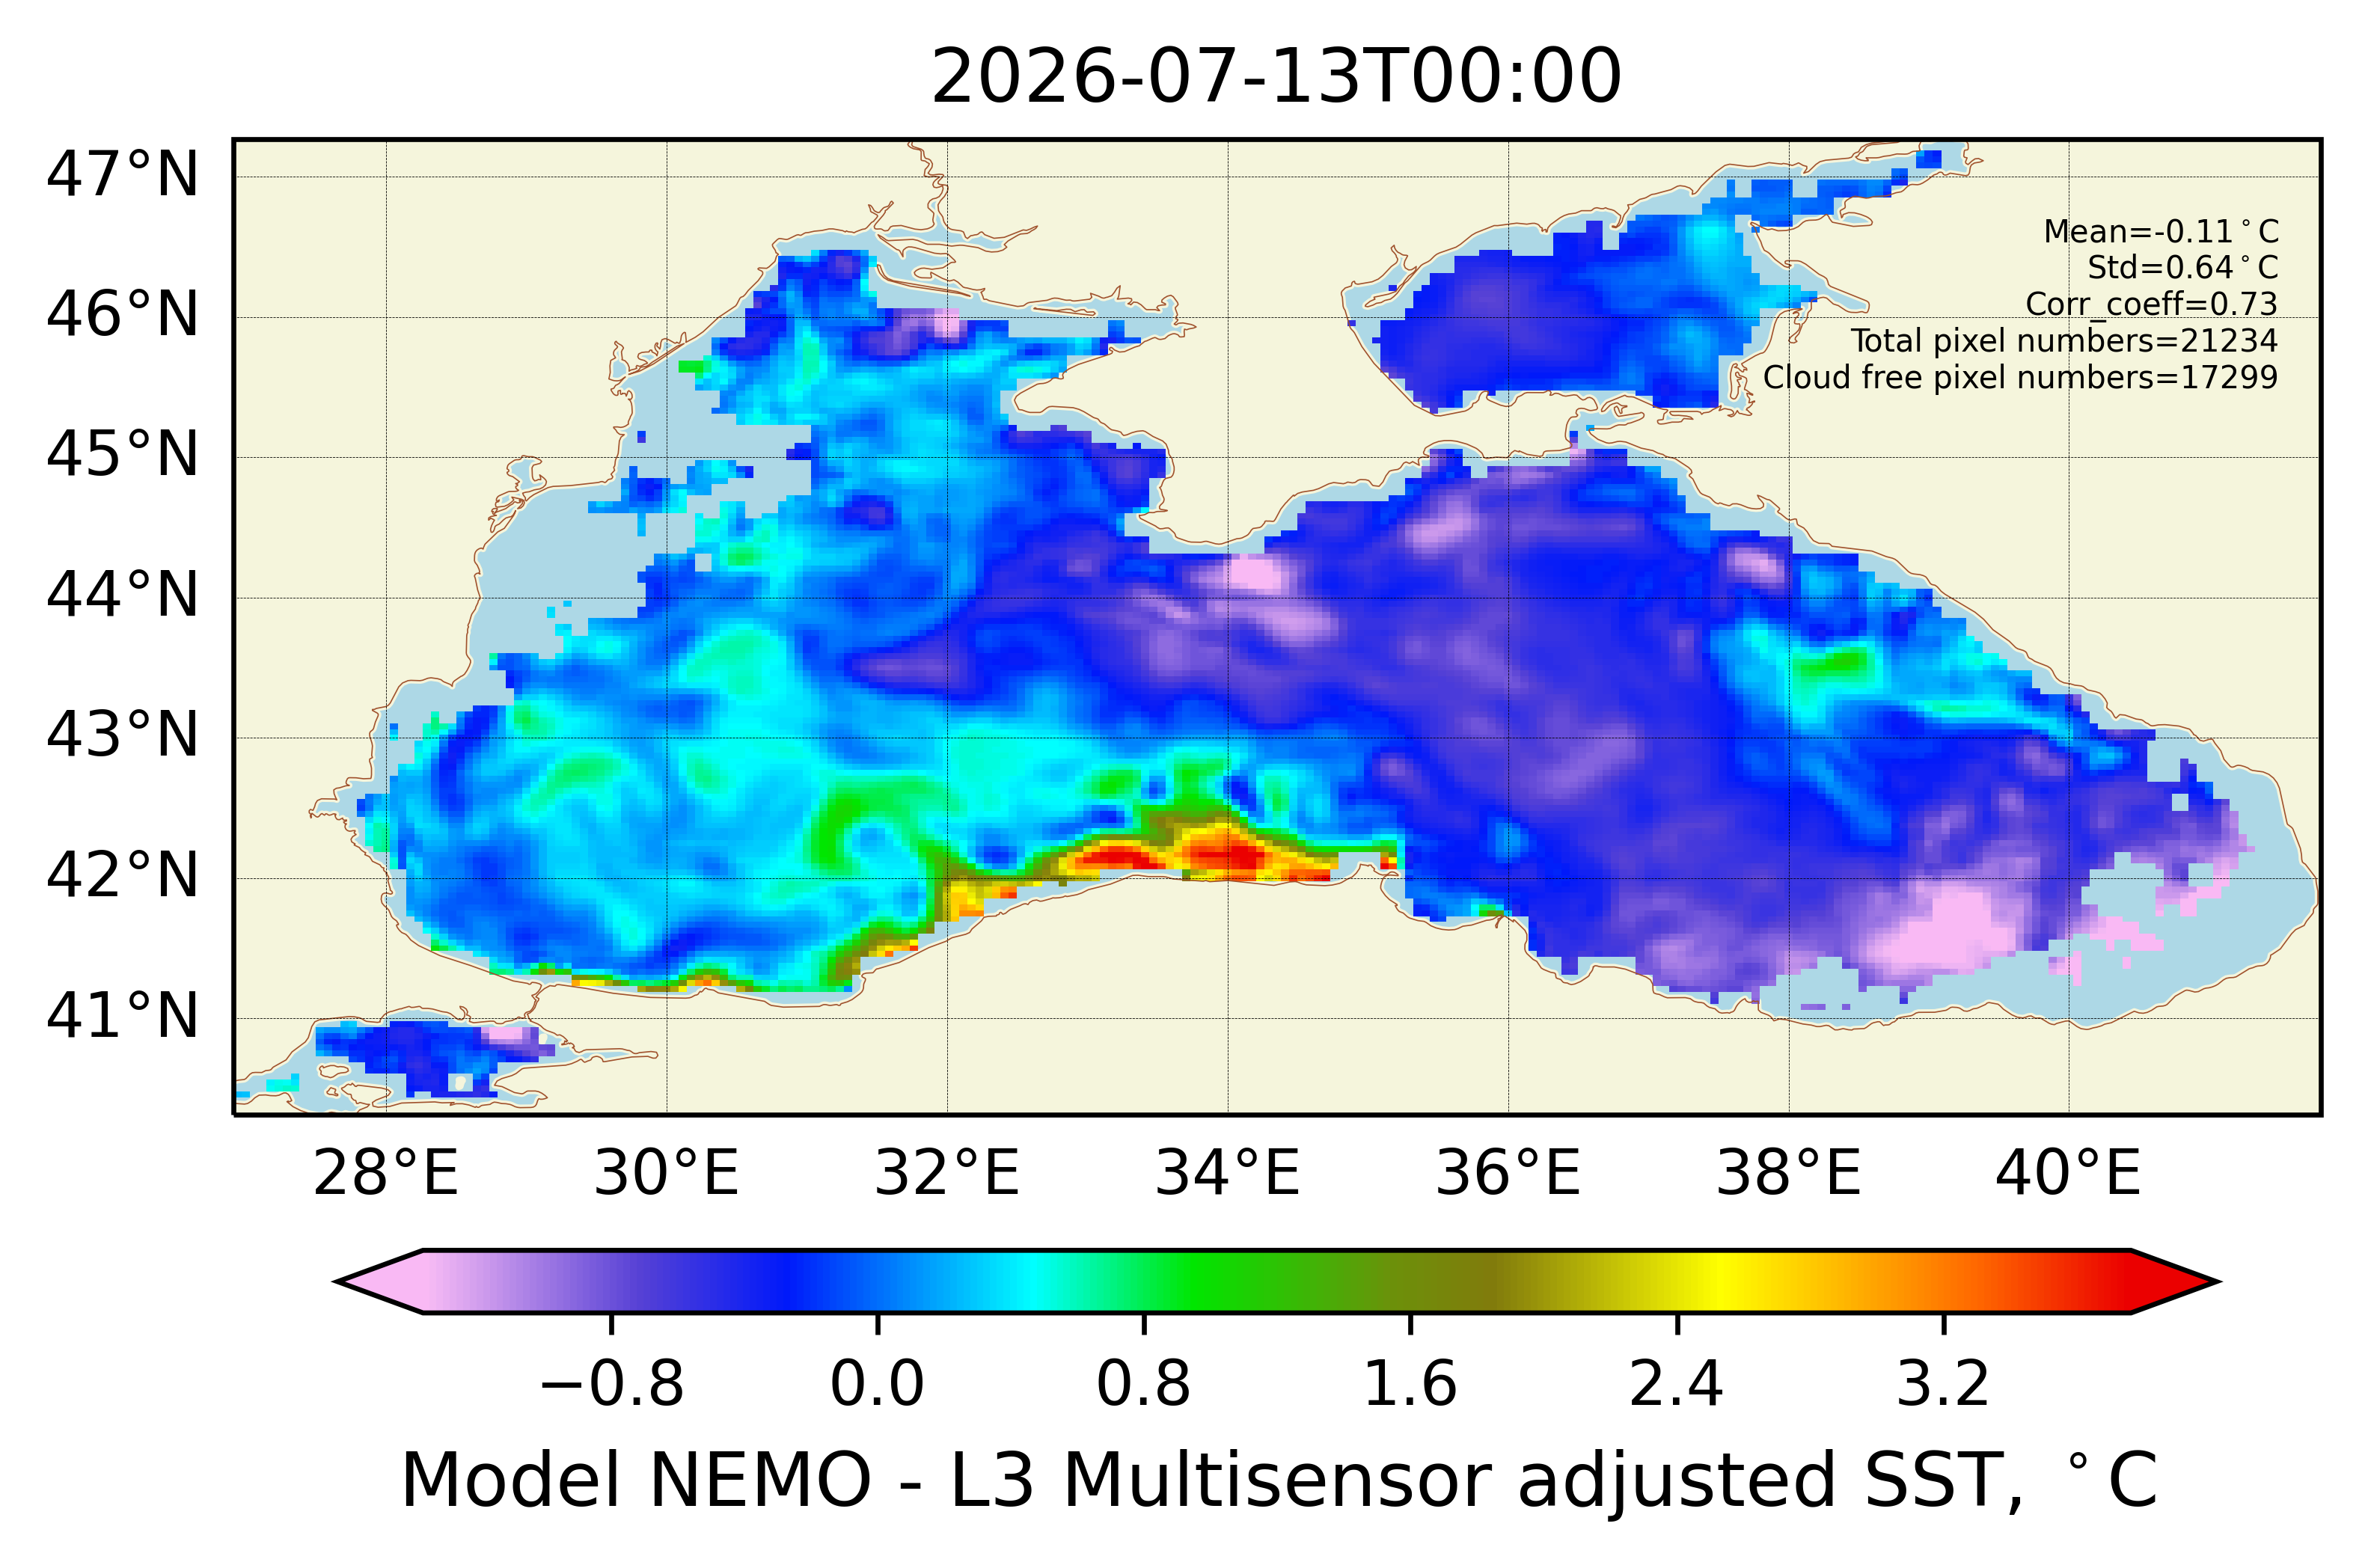 2026-07-13T00:00
47°N
46°N
45°N
44°N
43°N
42°N
41°N
Mean=-0.11°C
Std=0.64°C
Corr_coeff=0.73
Total pixel numbers=21234
Cloud free pixel numbers=17299
28°E 30°E 32°E 34°E 36°E 38°E 40°E
−0.8 0.0 0.8 1.6 2.4 3.2
Model NEMO - L3 Multisensor adjusted SST, °C